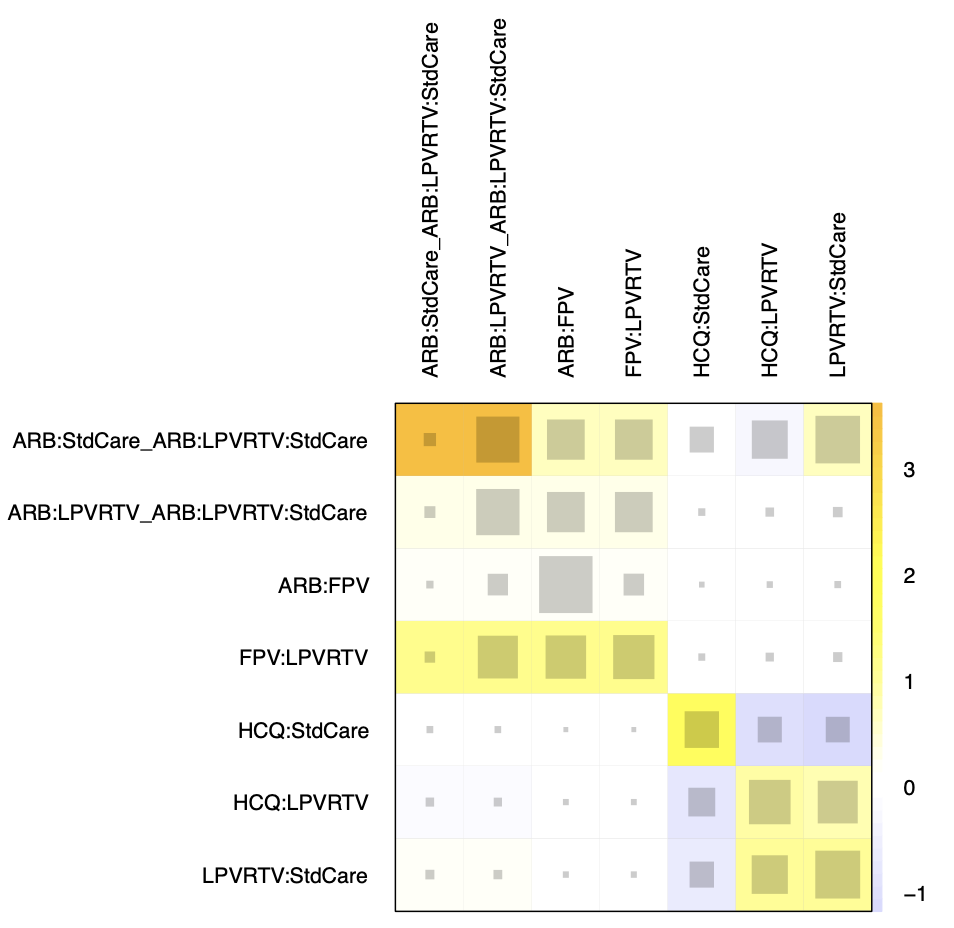 ARB:StdCare_ARB:LPVRTV:StdCare
ARB:LPVRTV_ARB:LPVRTV:StdCare
ARB:FPV
FPV:LPVRTV
HCQ:StdCare
HCQ:LPVRTV
LPVRTV:StdCare
ARB:StdCare_ARB:LPVRTV:StdCare
ARB:LPVRTV_ARB:LPVRTV:StdCare
ARB:FPV
FPV:LPVRTV
HCQ:StdCare
HCQ:LPVRTV
LPVRTV:StdCare
3
2
1
0
−1